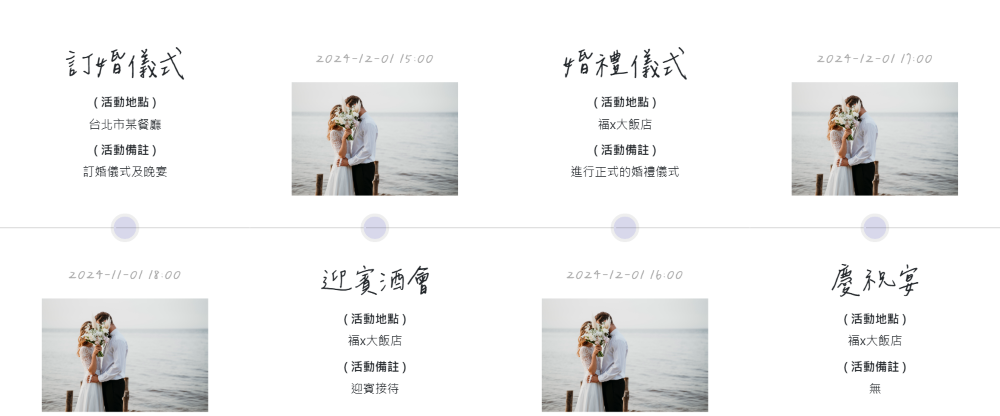 訂婚儀式
(活動地點)
台北市某餐廳
(活動備註)
訂婚儀式及晚宴
2024-11-01 18:00
2024-12-01 15:00
迎賓酒會
(活動地點)
福x大飯店
(活動備註)
迎賓接待
婚禮儀式
(活動地點)
福x大飯店
(活動備註)
進行正式的婚禮儀式
2024-12-01 16:00
2024-12-01 17:00
慶祝宴
(活動地點)
福x大飯店
(活動備註)
無